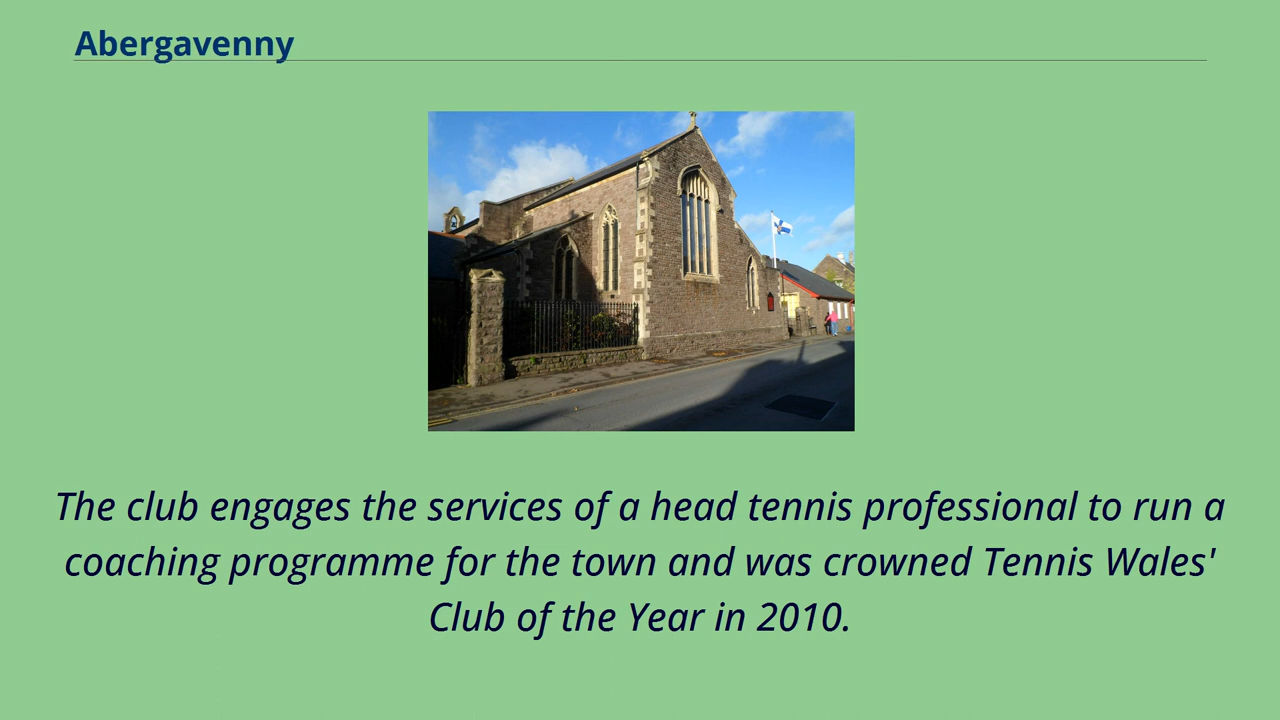 Abergavenny
The club engages the services of a head tennis professional to run a
coaching programme for the town and was crowned Tennis Wales'
Club of the Year in 2010.